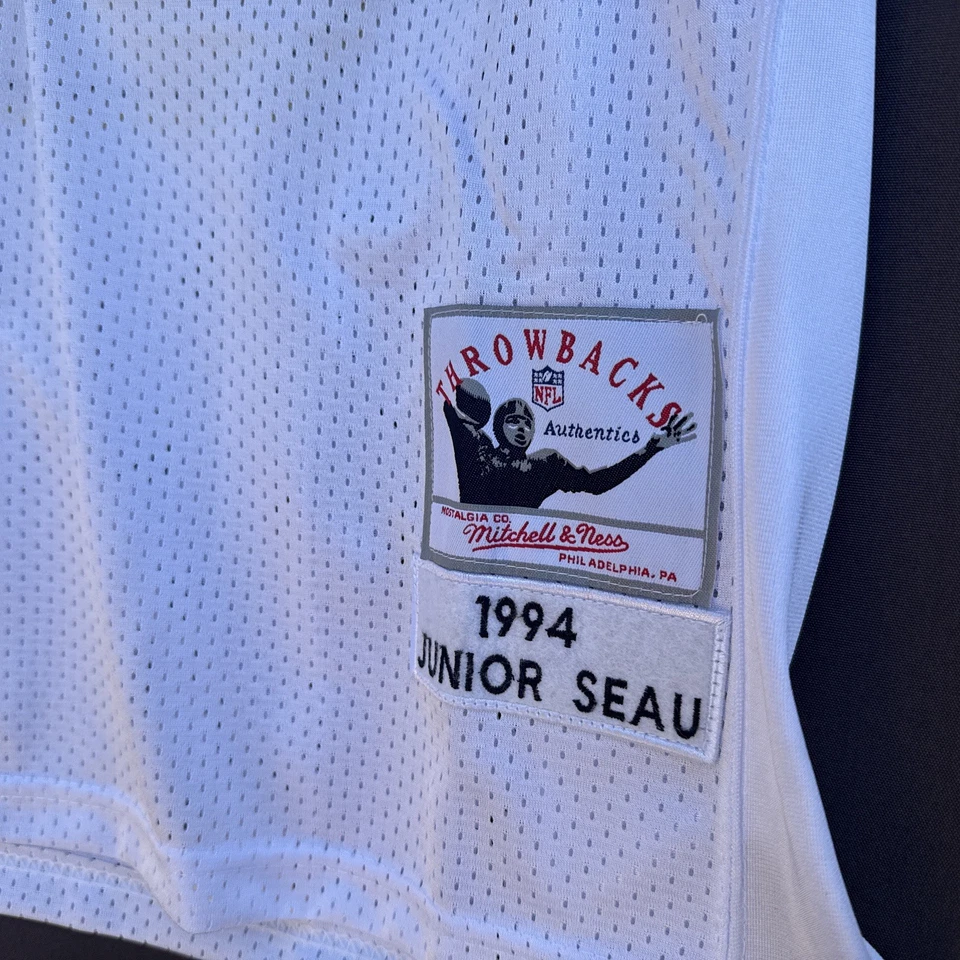 THROWBACKS
NFL
Authentics
NOSTALGIA CO.
Mitchell & Ness
PHILADELPHIA, PA
1994
JUNIOR SEAU